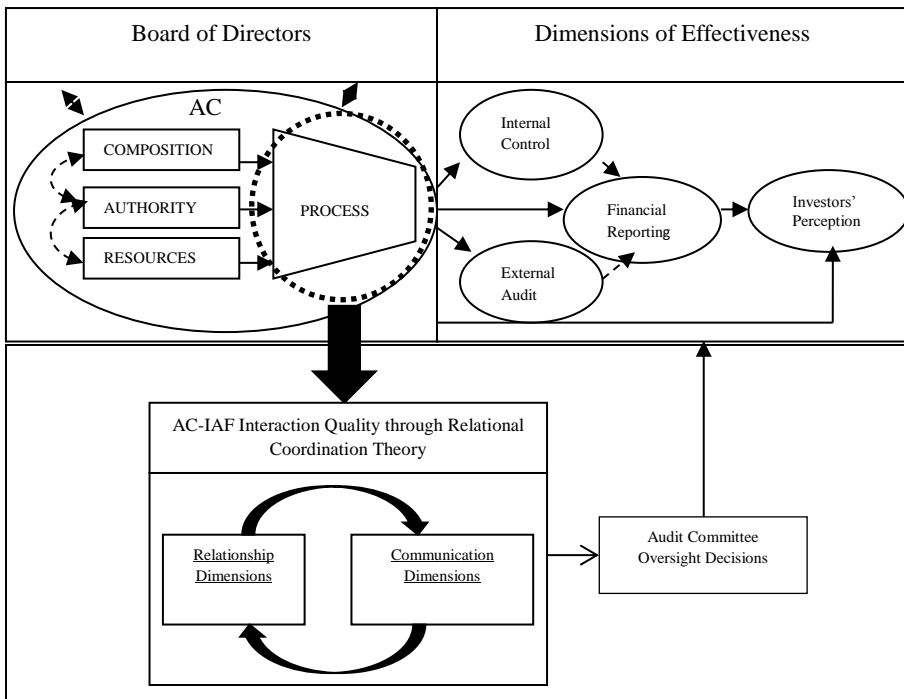 Board of Directors
Dimensions of Effectiveness
AC
COMPOSITION
AUTHORITY
RESOURCES
PROCESS
Internal
Control
Financial
Reporting
External
Audit
Investors’
Perception
AC-IAF Interaction Quality through Relational
Coordination Theory
Relationship
Dimensions
Communication
Dimensions
Audit Committee
Oversight Decisions